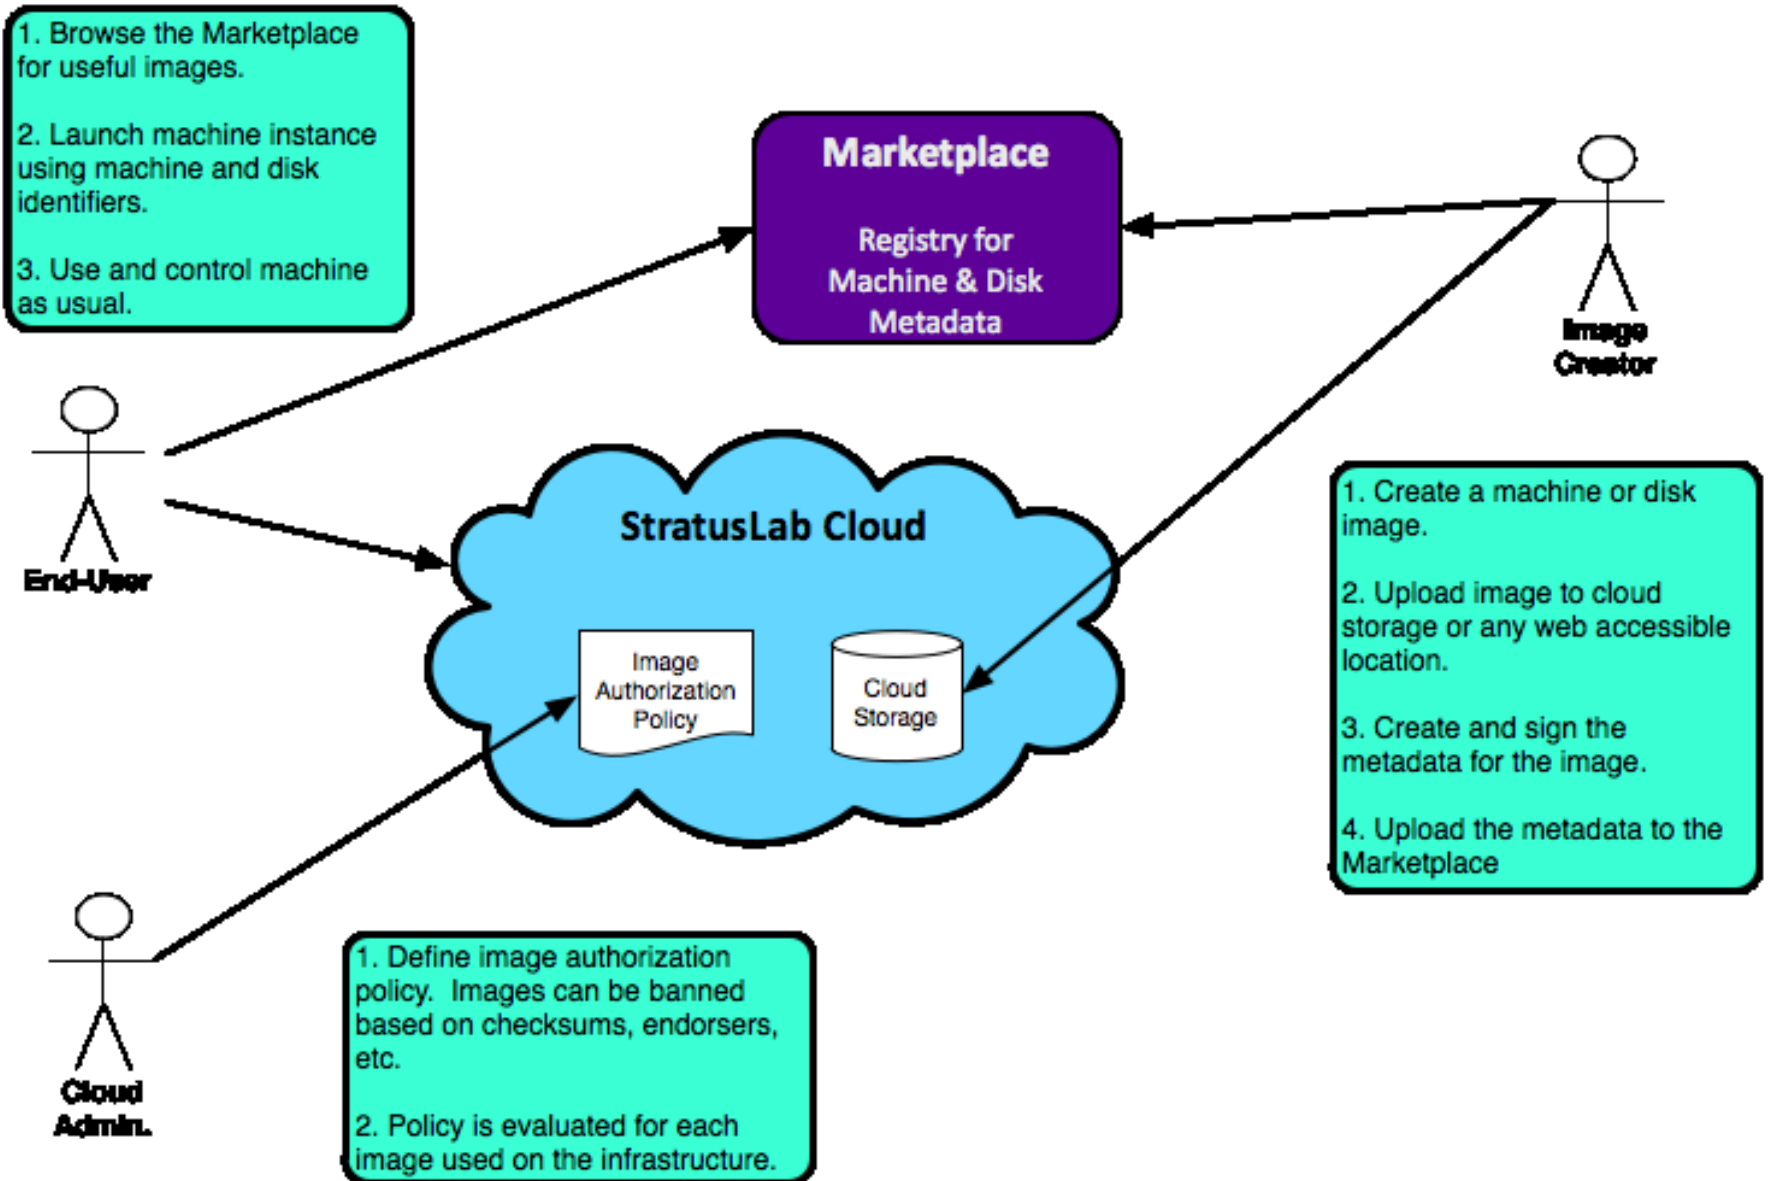 1. Browse the Marketplace
for useful images.
2. Launch machine instance
using machine and disk
identifiers.
3. Use and control machine
as usual.
Marketplace
Registry for
Machine & Disk
Metadata
Image
Creator
End-User
StratusLab Cloud
Image
Authorization
Policy
Cloud
Storage
1. Create a machine or disk
image.
2. Upload image to cloud
storage or any web accessible
location.
3. Create and sign the
metadata for the image.
4. Upload the metadata to the
Marketplace
Cloud
Admin.
1. Define image authorization
policy.  Images can be banned
based on checksums, endorsers,
etc.
2. Policy is evaluated for each
image used on the infrastructure.